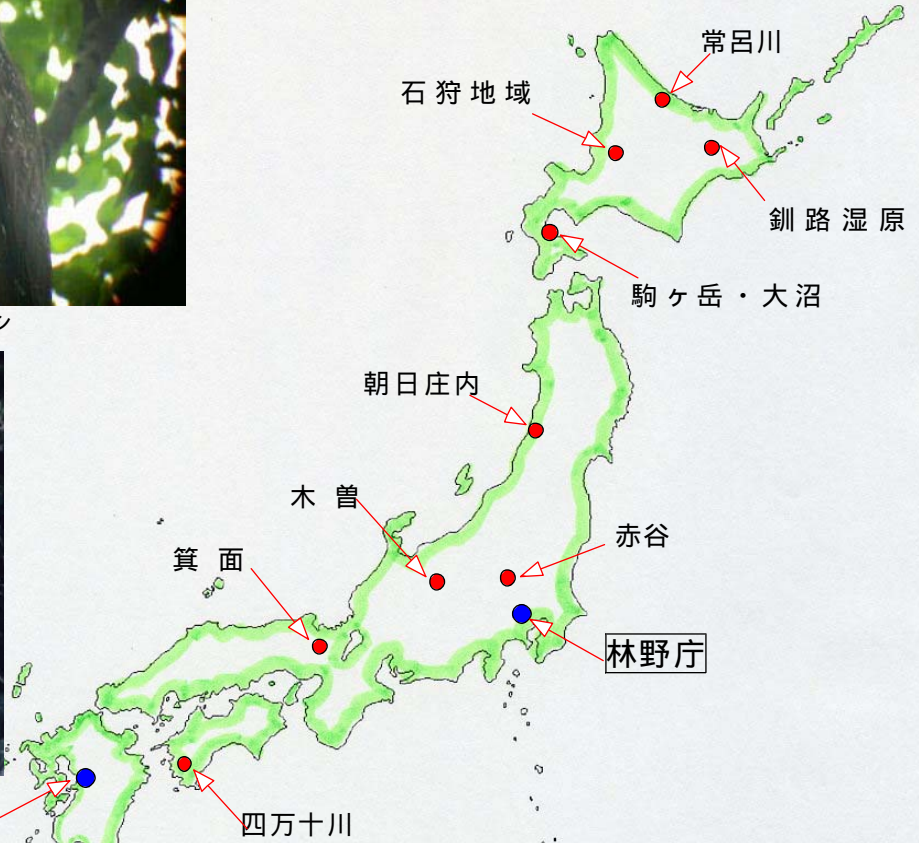 常呂川
石狩地域
釧路湿原
駒ヶ岳・大沼
朝日庄内
木曽
赤谷
箕面
林野庁
四万十川